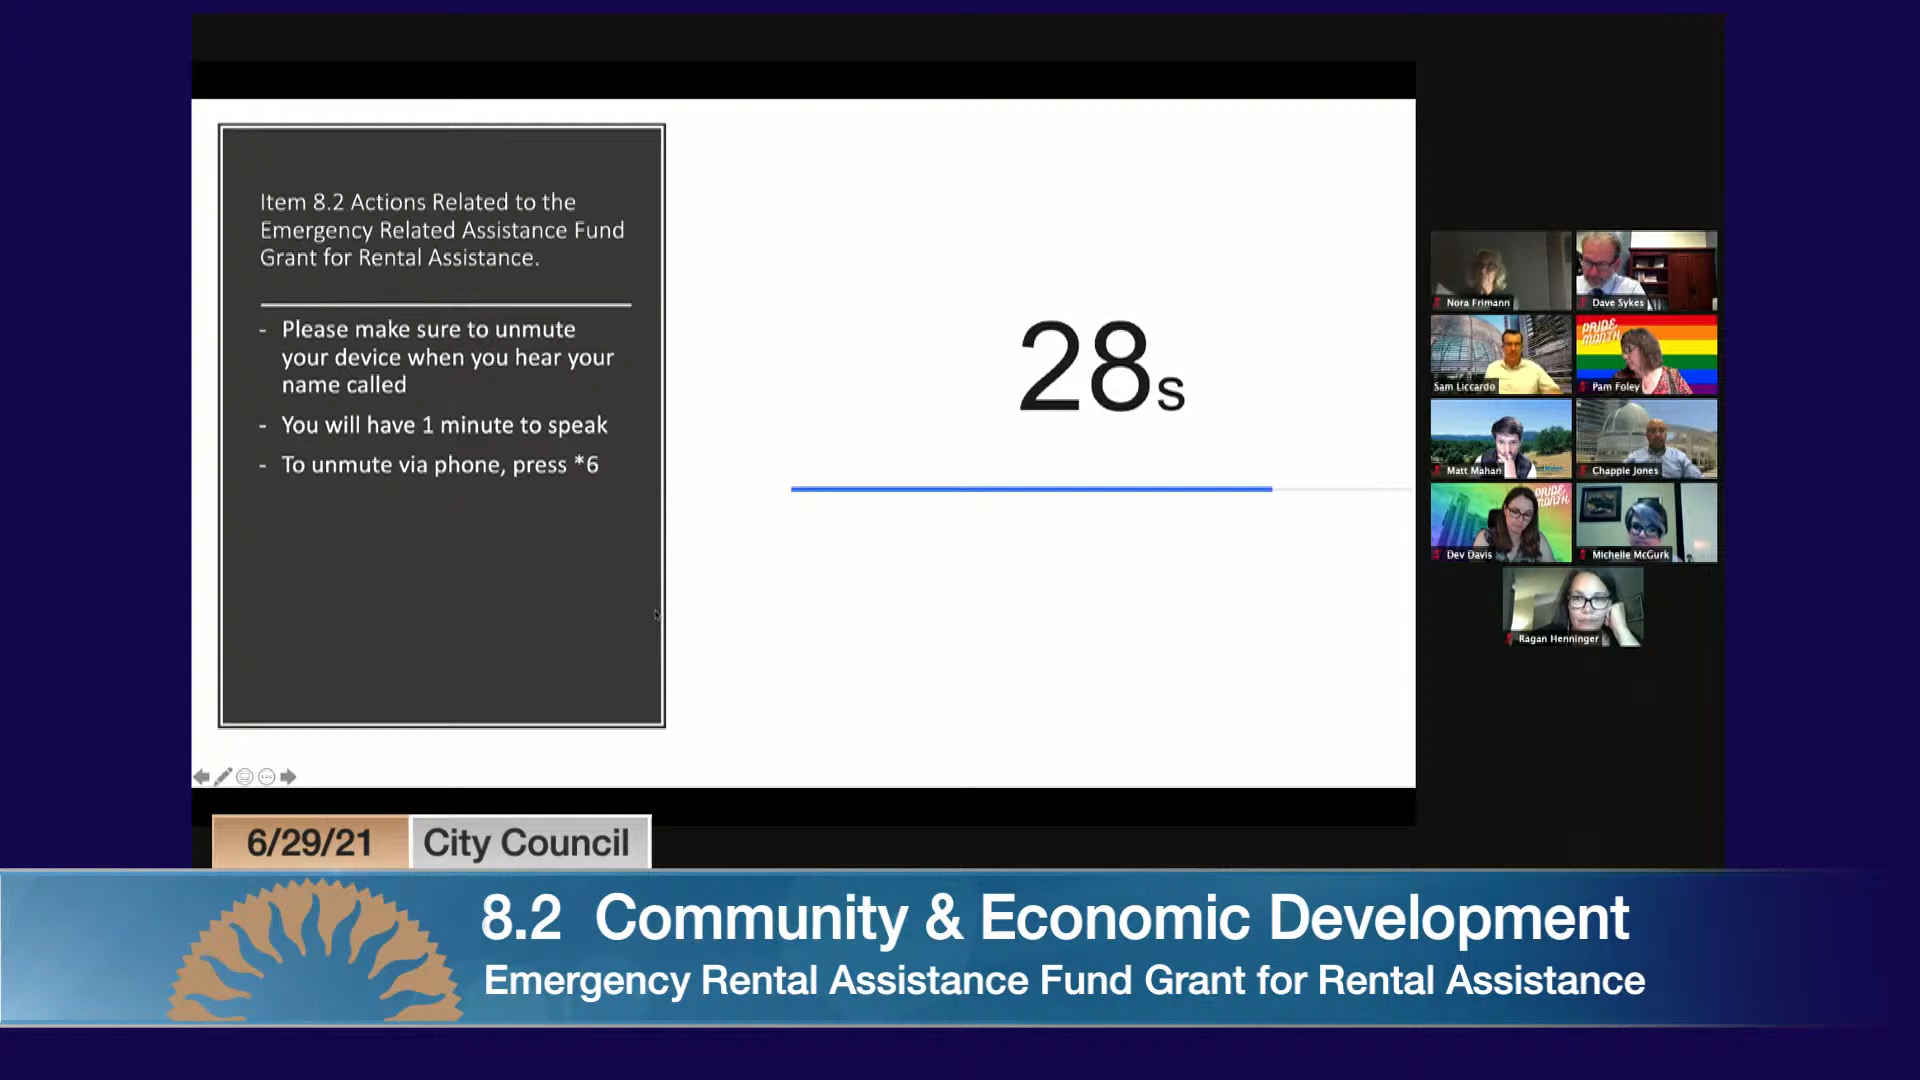 Item 8.2 Actions Related to the
Emergency Related Assistance Fund
Grant for Rental Assistance.
- Please make sure to unmute
your device when you hear your
name called
- You will have 1 minute to speak
- To unmute via phone, press *6
28s
Nora Frimann
Dave Sykes
Sam Liccardo
PRIDE
MONTH
Pam Foley
Matt Mahan
Chappie Jones
PRIDE
MONTH
Dev Davis
Michelle McGurk
Ragan Henninger
6/29/21
City Council
8.2 Community & Economic Development
Emergency Rental Assistance Fund Grant for Rental Assistance